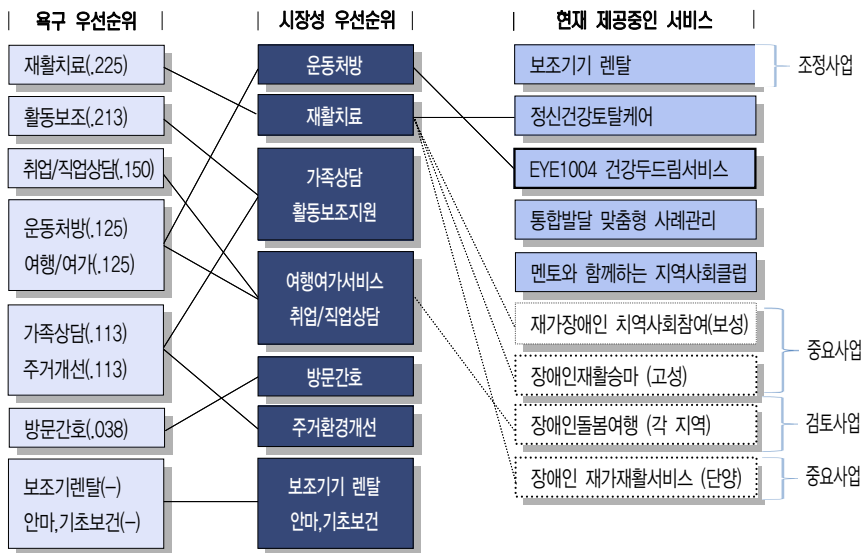 욕구 우선순위
재활치료(.225)
활동보조(.213)
취업/직업상담(.150)
운동처방(.125)
여행/여가(.125)
가족상담(.113)
주거개선(.113)
방문간호(.038)
보조기렌탈(-)
안마,기초보건(-)
시장성 우선순위
운동처방
재활치료
가족상담
활동보조지원
여행여가서비스
취업/직업상담
방문간호
주거환경개선
보조기기 렌탈
안마,기초보건
현재 제공중인 서비스
보조기기 렌탈
정신건강토탈케어
EYE1004 건강두드림서비스
통합발달 맞춤형 사례관리
멘토와 함께하는 지역사회클럽
재가장애인 치역사회참여(보성)
장애인재활승마 (고성)
장애인돌봄여행 (각 지역)
장애인 재가재활서비스 (단양)
조정사업
중요사업
검토사업
중요사업